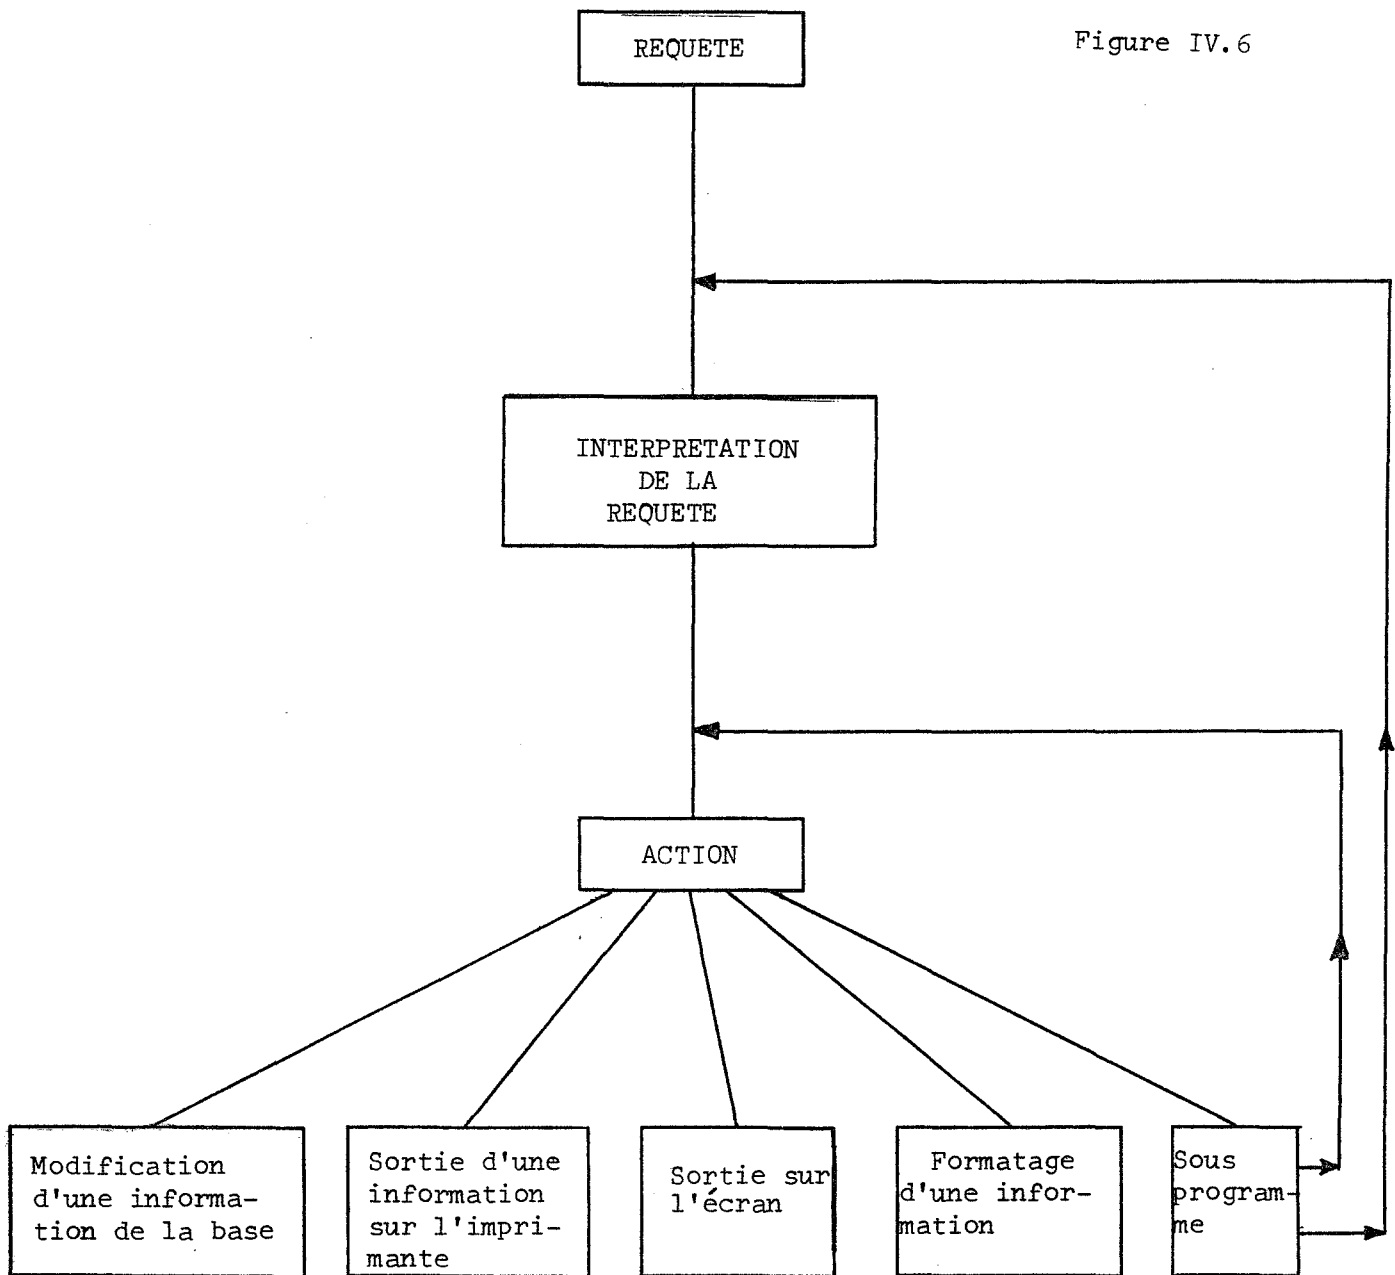 REQUETE
Figure IV.6
INTERPRETATION
DE LA
REQUETE
ACTION
Modification
d'une informa-
tion de la base
Sortie d'une
information
sur l'impri-
mante
Sortie sur
l'écran
Formatage
d'une infor-
mation
Sous
program-
me